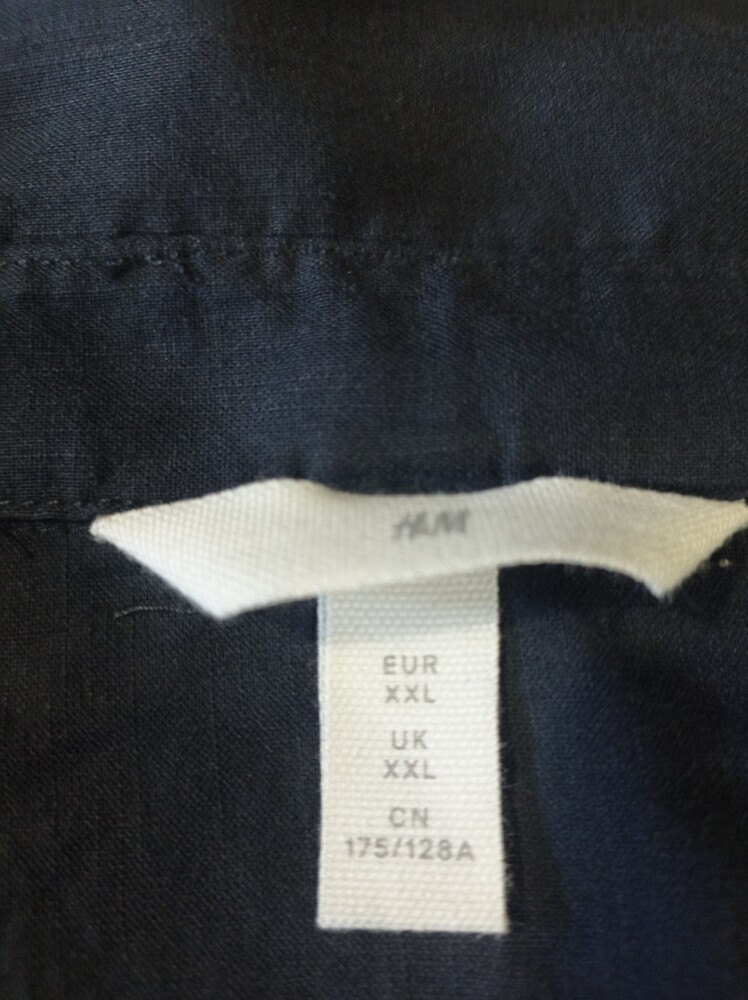 H&M
EUR
XXL
UK
XXL
CN
175/128A